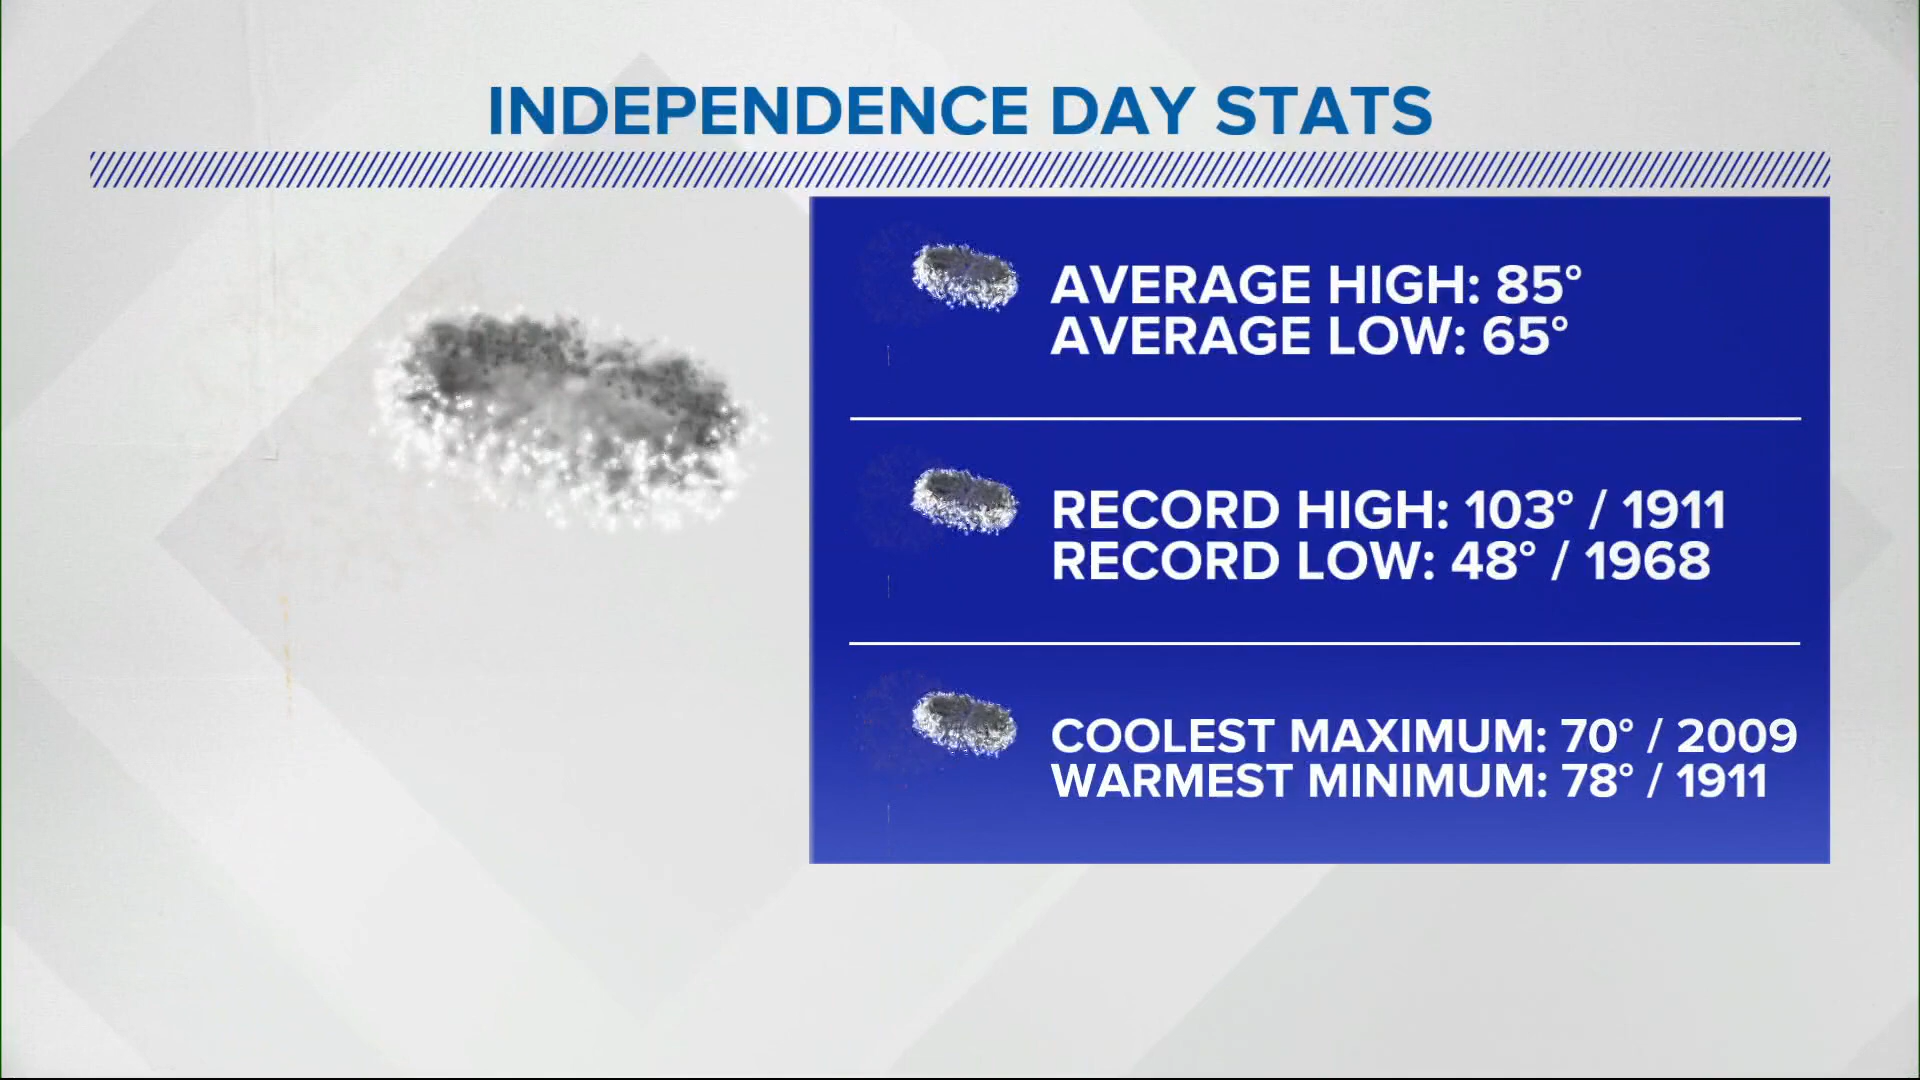 INDEPENDENCE DAY STATS
AVERAGE HIGH: 85°
AVERAGE LOW: 65°
RECORD HIGH: 103° / 1911
RECORD LOW: 48° / 1968
COOLEST MAXIMUM: 70° / 2009
WARMEST MINIMUM: 78° / 1911